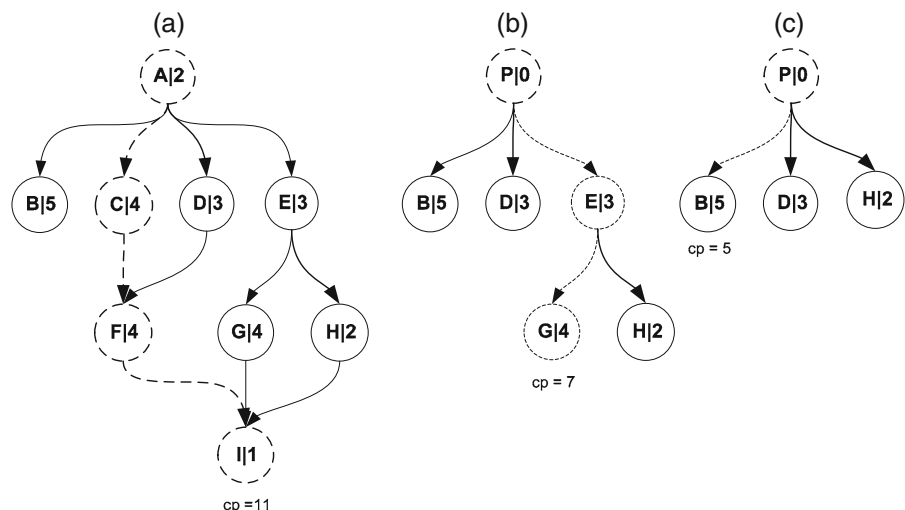 (a) (b) (c)
A|2 P|0 P|0
B|5 C|4 D|3 E|3 B|5 D|3 E|3 B|5 D|3 H|2
cp = 5
F|4 G|4 H|2 G|4 H|2
cp = 7
I|1
cp =11